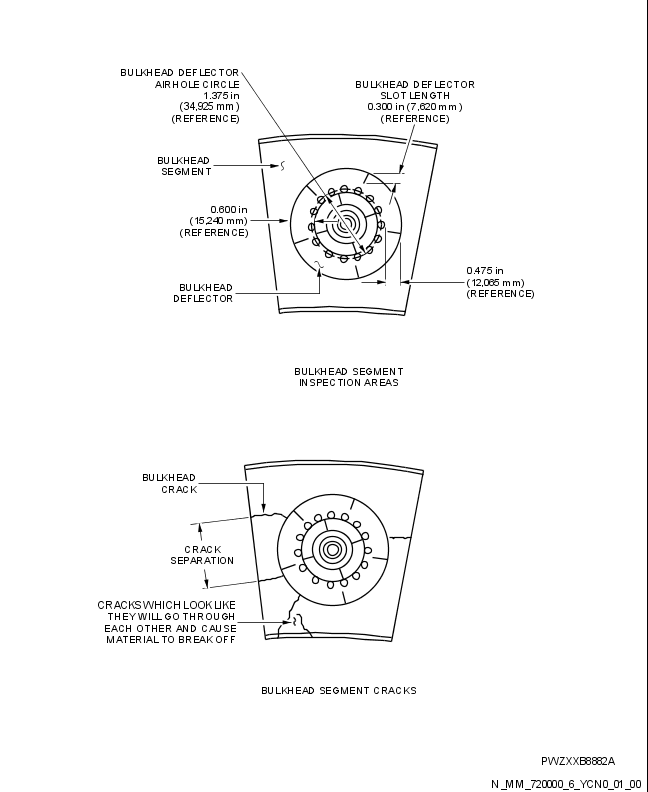 BULKHEAD DEFLECTOR
AIRHOLE CIRCLE
1.375 in
(34,925 mm)
(REFERENCE)
BULKHEAD DEFLECTOR
SLOT LENGTH
0.300 in (7,620 mm)
(REFERENCE)
BULKHEAD
SEGMENT
0.600 in
(15,240 mm)
(REFERENCE)
BULKHEAD
DEFLECTOR
0.475 in
(12,065 mm)
(REFERENCE)
BULKHEAD SEGMENT
INSPECTION AREAS
BULKHEAD
CRACK
CRACK
SEPARATION
CRACKS WHICH LOOK LIKE
THEY WILL GO THROUGH
EACH OTHER AND CAUSE
MATERIAL TO BREAK OFF
BULKHEAD SEGMENT CRACKS
PWZXXB8882A
N_MM_720000_6_YCN0_01_00